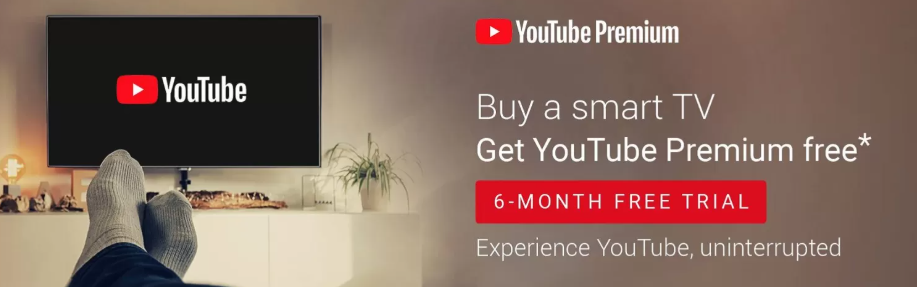 YouTube
YouTube Premium
Buy a smart TV
Get YouTube Premium free*
6-MONTH FREE TRIAL
Experience YouTube, uninterrupted